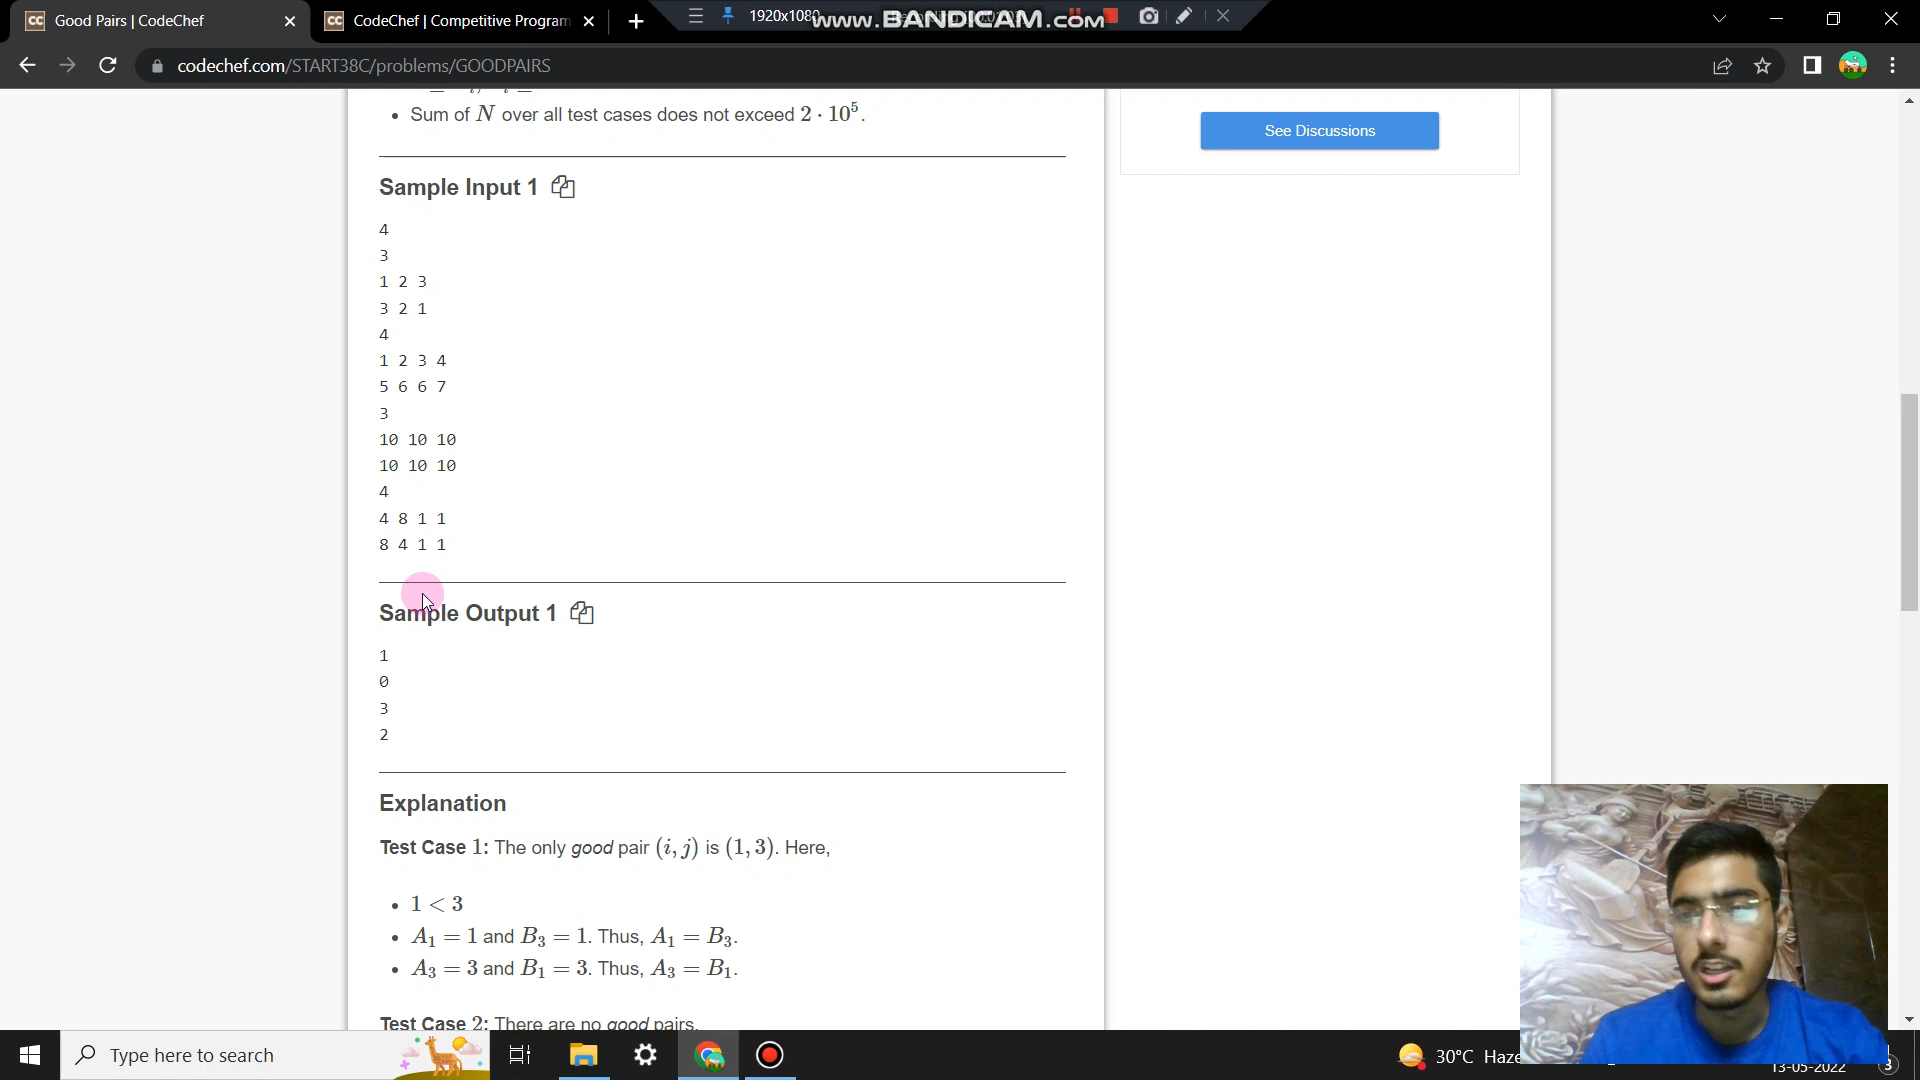 Good Pairs | CodeChef
CodeChef | Competitive Program
1920x1080
www.BANDICAM.com
codechef.com/START38C/problems/GOODPAIRS
• Sum of N over all test cases does not exceed 2 · 10⁵.
See Discussions
Sample Input 1
4
3
1 2 3
3 2 1
4
1 2 3 4
5 6 6 7
3
10 10 10
10 10 10
4
4 8 1 1
8 4 1 1
Sample Output 1
1
0
3
2
Explanation
Test Case 1: The only good pair (i, j) is (1, 3). Here,
• 1 < 3
• A₁ = 1 and B₃ = 1. Thus, A₁ = B₃.
• A₃ = 3 and B₁ = 3. Thus, A₃ = B₁.
Test Case 2: There are no good pairs.
Type here to search
30°C Haze
13-05-2022
3